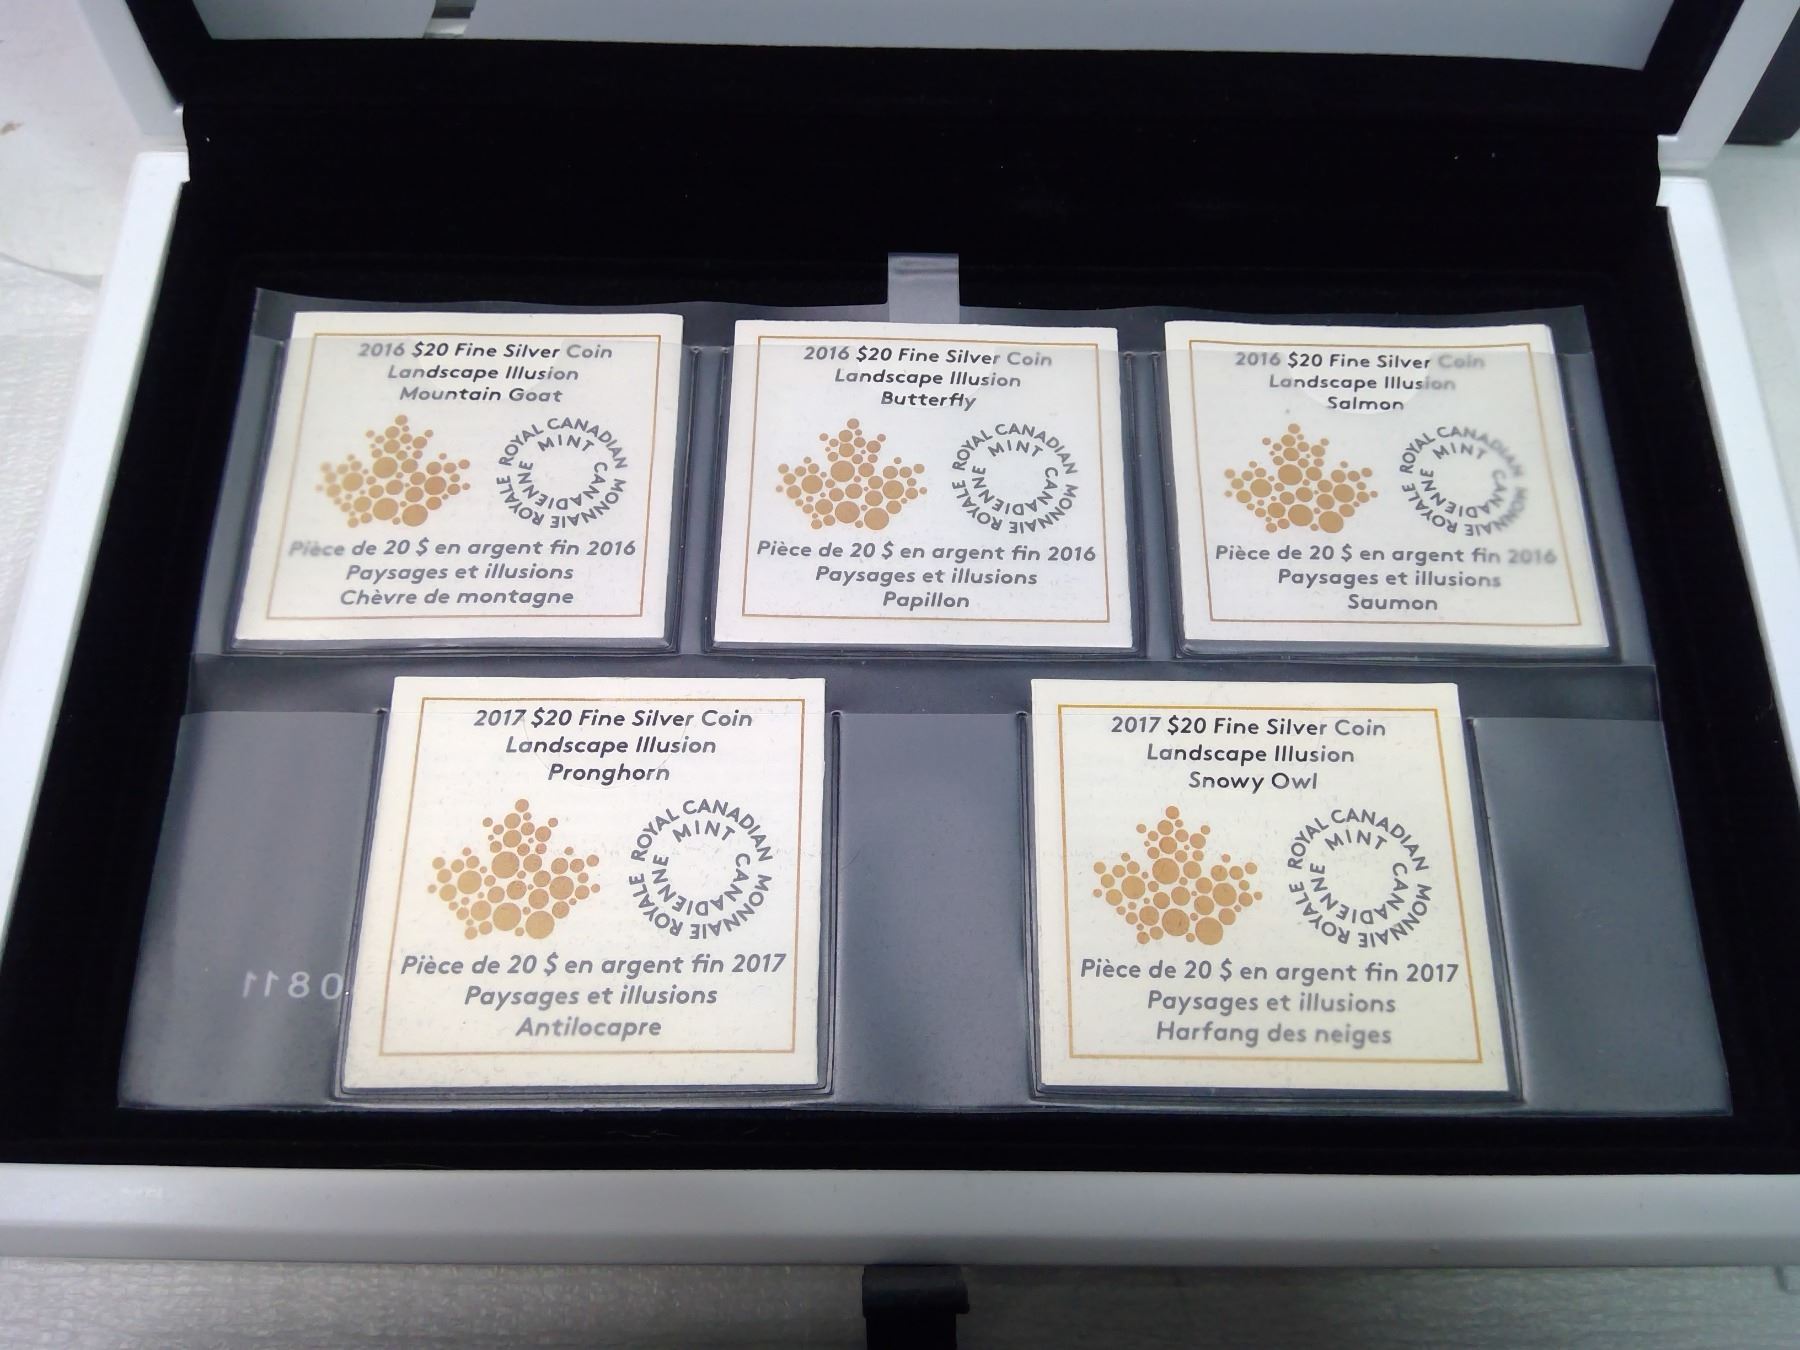 2016 $20 Fine Silver Coin
Landscape Illusion
Mountain Goat
ROYAL CANADIAN MINT
MONNAIE ROYALE CANADIENNE
Pièce de 20 $ en argent fin 2016
Paysages et illusions
Chèvre de montagne
2016 $20 Fine Silver Coin
Landscape Illusion
Butterfly
ROYAL CANADIAN MINT
MONNAIE ROYALE CANADIENNE
Pièce de 20 $ en argent fin 2016
Paysages et illusions
Papillon
2016 $20 Fine Silver Coin
Landscape Illusion
Salmon
ROYAL CANADIAN MINT
MONNAIE ROYALE CANADIENNE
Pièce de 20 $ en argent fin 2016
Paysages et illusions
Saumon
2017 $20 Fine Silver Coin
Landscape Illusion
Pronghorn
ROYAL CANADIAN MINT
MONNAIE ROYALE CANADIENNE
Pièce de 20 $ en argent fin 2017
Paysages et illusions
Antilocapre
2017 $20 Fine Silver Coin
Landscape Illusion
Snowy Owl
ROYAL CANADIAN MINT
MONNAIE ROYALE CANADIENNE
Pièce de 20 $ en argent fin 2017
Paysages et illusions
Harfang des neiges